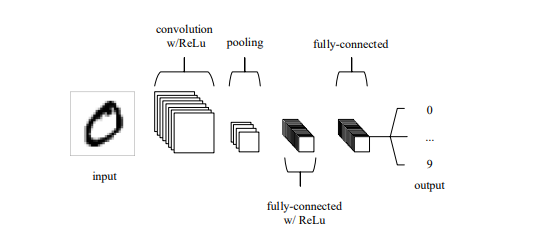 convolution
w/ReLu
pooling
fully-connected
0
...
9
input
output
fully-connected
w/ ReLu